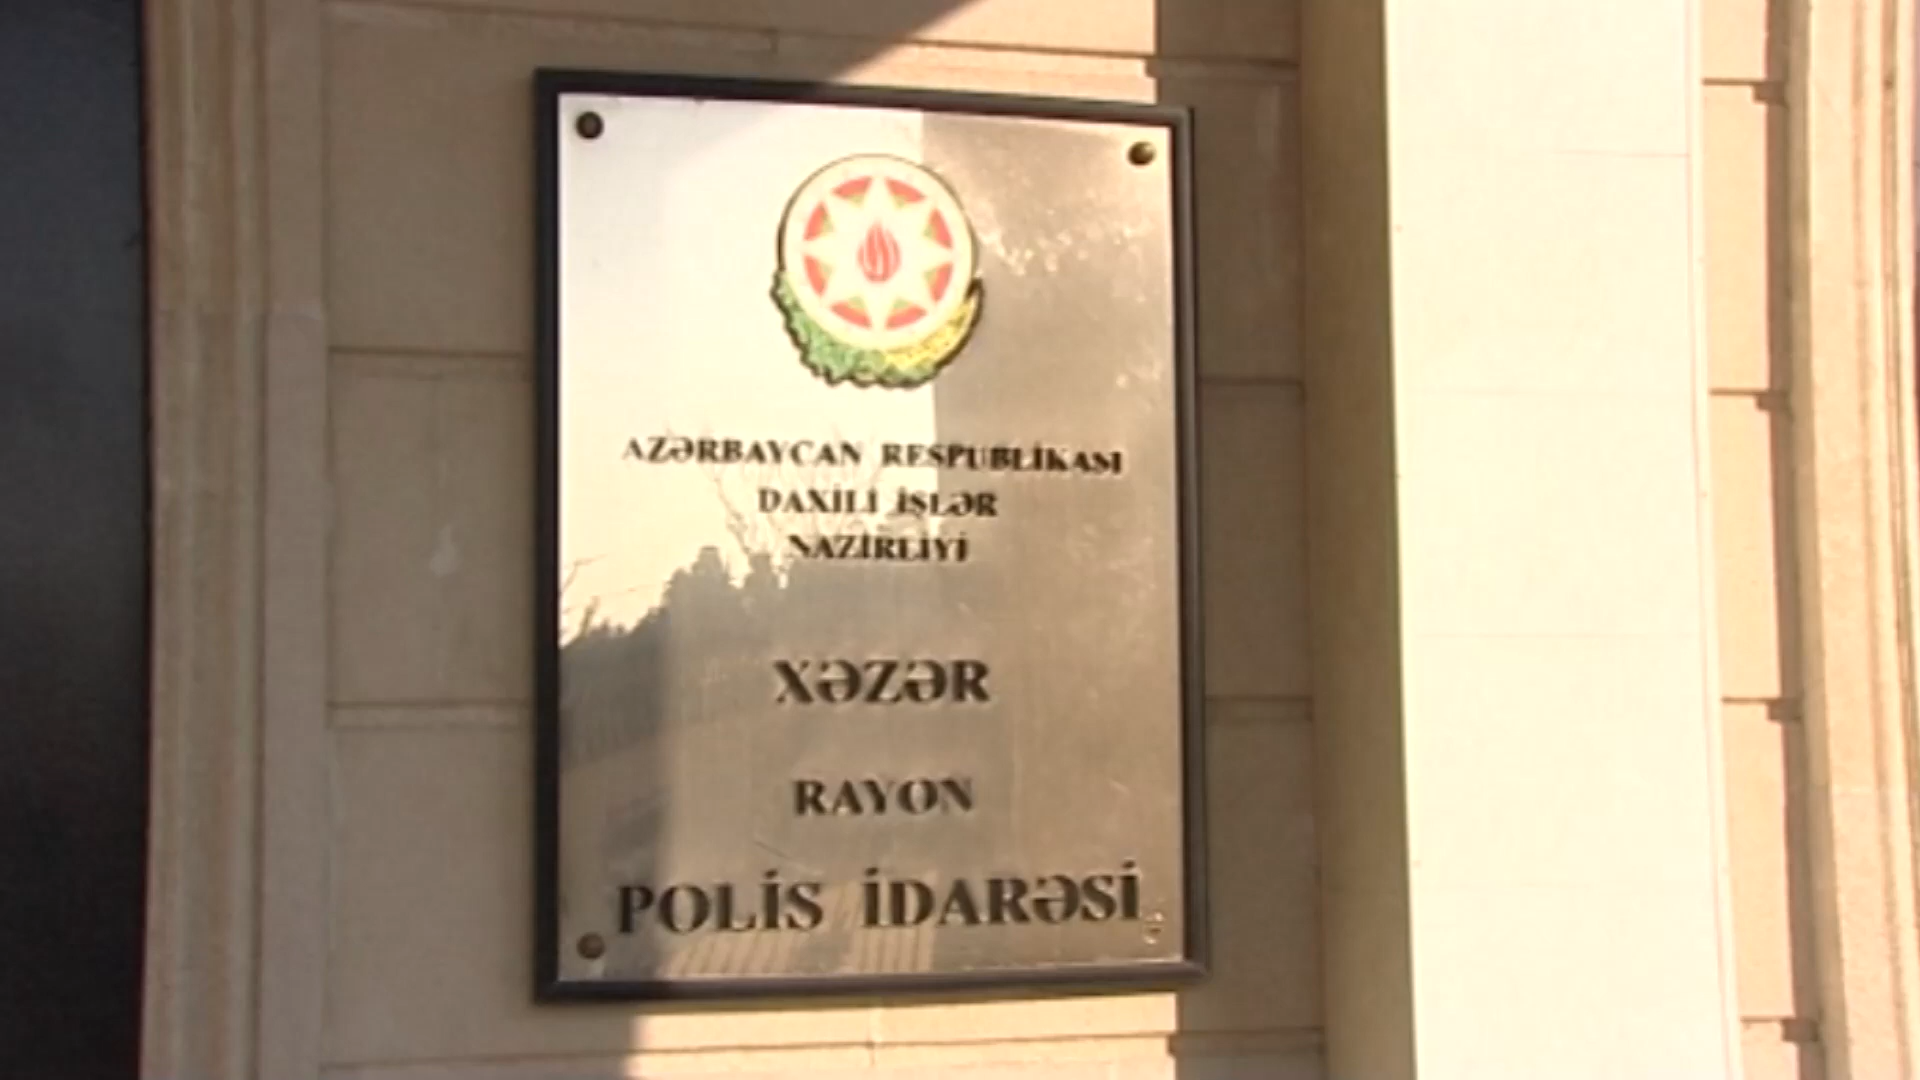 AZƏRBAYCAN RESPUBLİKASI
DAXİLİ İŞLƏR
NAZİRLİYİ
XƏZƏR
RAYON
POLİS İDARƏSİ